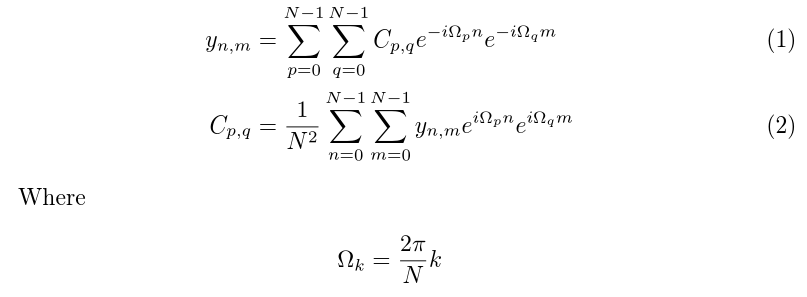 $y_{n,m} = \sum_{p=0}^{N-1} \sum_{q=0}^{N-1} C_{p,q} e^{-i\Omega_p n} e^{-i\Omega_q m}$ (1)
$C_{p,q} = \frac{1}{N^2} \sum_{n=0}^{N-1} \sum_{m=0}^{N-1} y_{n,m} e^{i\Omega_p n} e^{i\Omega_q m}$ (2)
Where
$\Omega_k = \frac{2\pi}{N} k$